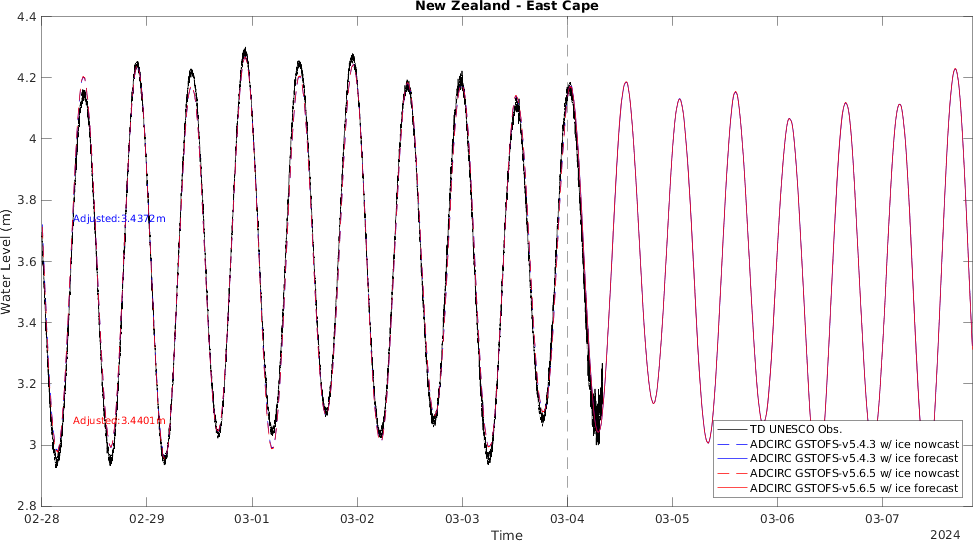 New Zealand - East Cape
4.4
4.2
4
3.8
3.6
3.4
3.2
3
2.8
Water Level (m)
Adjusted:3.4372m
Adjusted:3.4401m
TD UNESCO Obs.
ADCIRC GSTOFS-v5.4.3 w/ ice nowcast
ADCIRC GSTOFS-v5.4.3 w/ ice forecast
ADCIRC GSTOFS-v5.6.5 w/ ice nowcast
ADCIRC GSTOFS-v5.6.5 w/ ice forecast
02-28 02-29 03-01 03-02 03-03 03-04 03-05 03-06 03-07
Time
2024